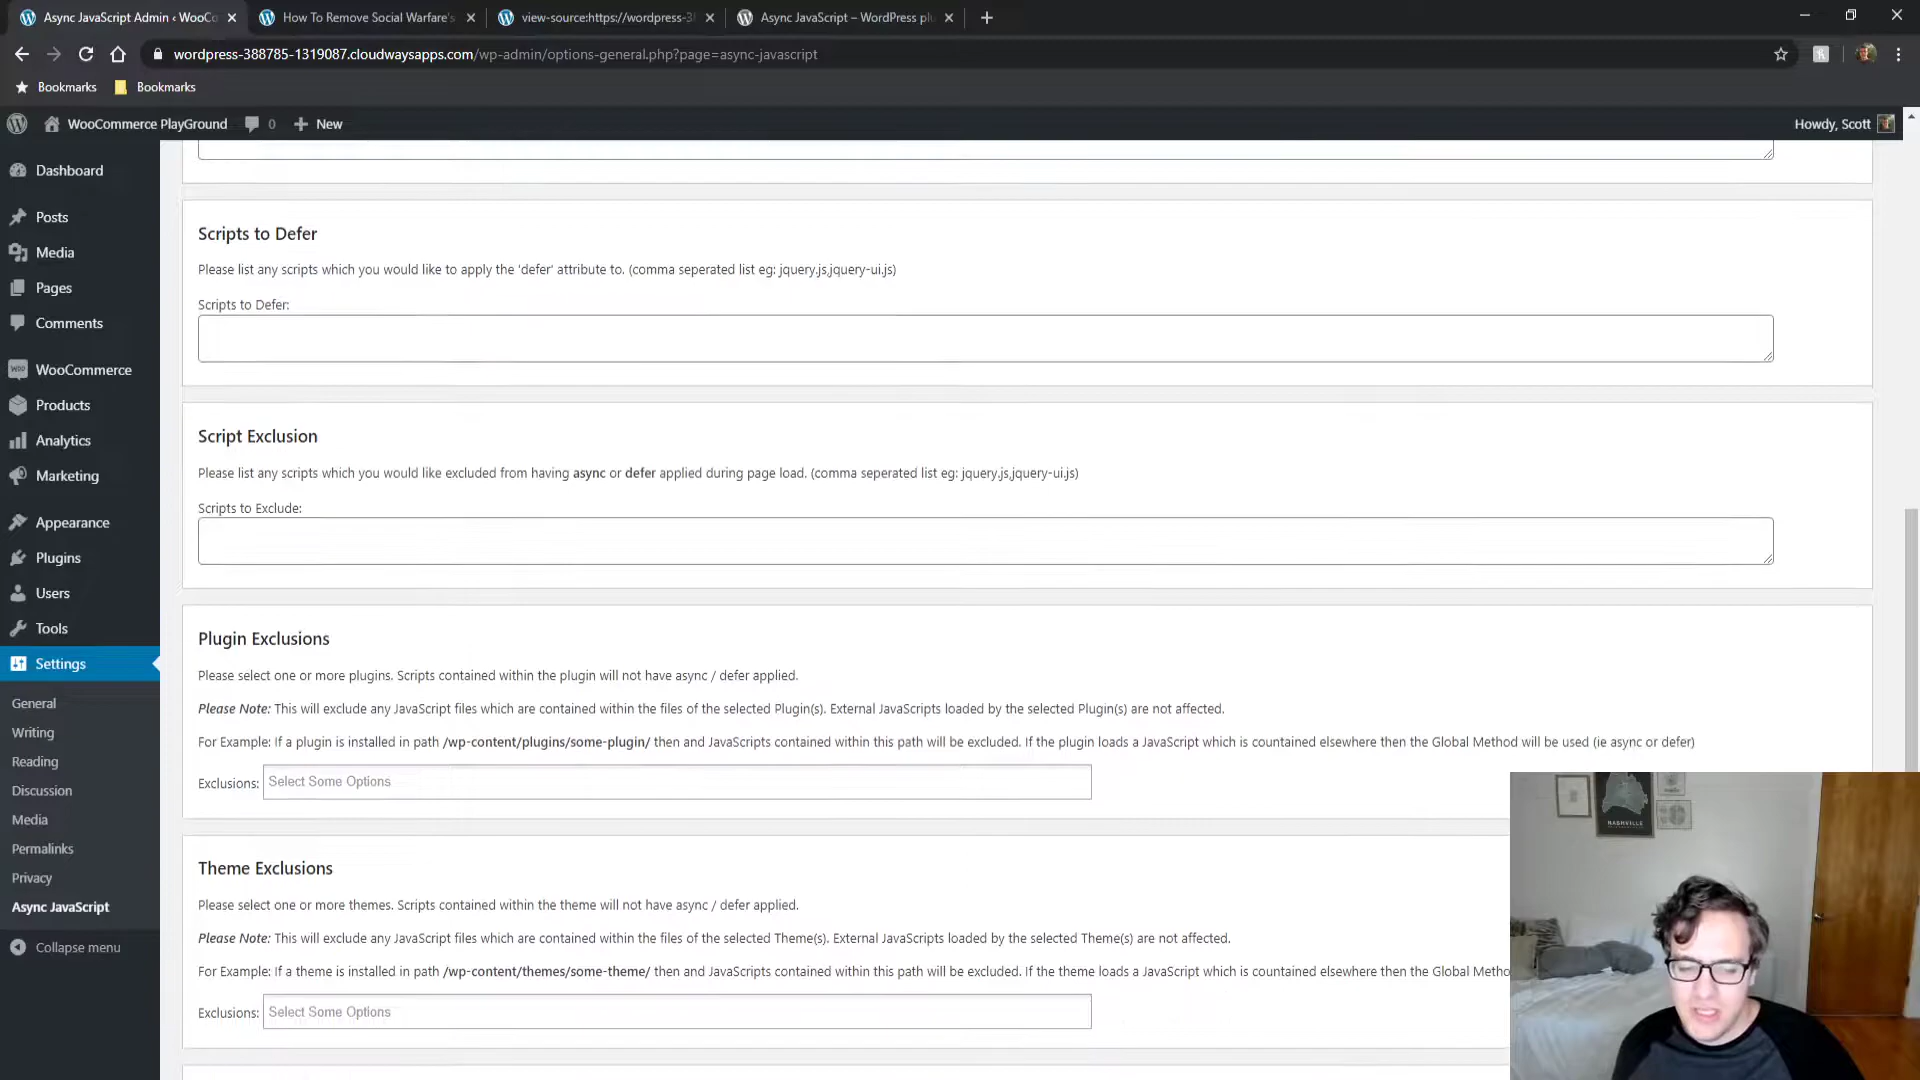 Async JavaScript Admin ‹ WooCo
How To Remove Social Warfare's
view-source:https://wordpress-38
Async JavaScript – WordPress plu
wordpress-388785-1319087.cloudwaysapps.com/wp-admin/options-general.php?page=async-javascript
Bookmarks
Bookmarks
WooCommerce PlayGround
0
New
Howdy, Scott
Dashboard
Posts
Media
Pages
Comments
WooCommerce
Products
Analytics
Marketing
Appearance
Plugins
Users
Tools
Settings
General
Writing
Reading
Discussion
Media
Permalinks
Privacy
Async JavaScript
Collapse menu
Scripts to Defer
Please list any scripts which you would like to apply the 'defer' attribute to. (comma seperated list eg: jquery.js,jquery-ui.js)
Scripts to Defer:
Script Exclusion
Please list any scripts which you would like excluded from having async or defer applied during page load. (comma seperated list eg: jquery.js,jquery-ui.js)
Scripts to Exclude:
Plugin Exclusions
Please select one or more plugins. Scripts contained within the plugin will not have async / defer applied.
Please Note: This will exclude any JavaScript files which are contained within the files of the selected Plugin(s). External JavaScripts loaded by the selected Plugin(s) are not affected.
For Example: If a plugin is installed in path /wp-content/plugins/some-plugin/ then and JavaScripts contained within this path will be excluded. If the plugin loads a JavaScript which is countained elsewhere then the Global Method will be used (ie async or defer)
Exclusions: Select Some Options
Theme Exclusions
Please select one or more themes. Scripts contained within the theme will not have async / defer applied.
Please Note: This will exclude any JavaScript files which are contained within the files of the selected Theme(s). External JavaScripts loaded by the selected Theme(s) are not affected.
For Example: If a theme is installed in path /wp-content/themes/some-theme/ then and JavaScripts contained within this path will be excluded. If the theme loads a JavaScript which is countained elsewhere then the Global Metho
Exclusions: Select Some Options
NASHVILLE